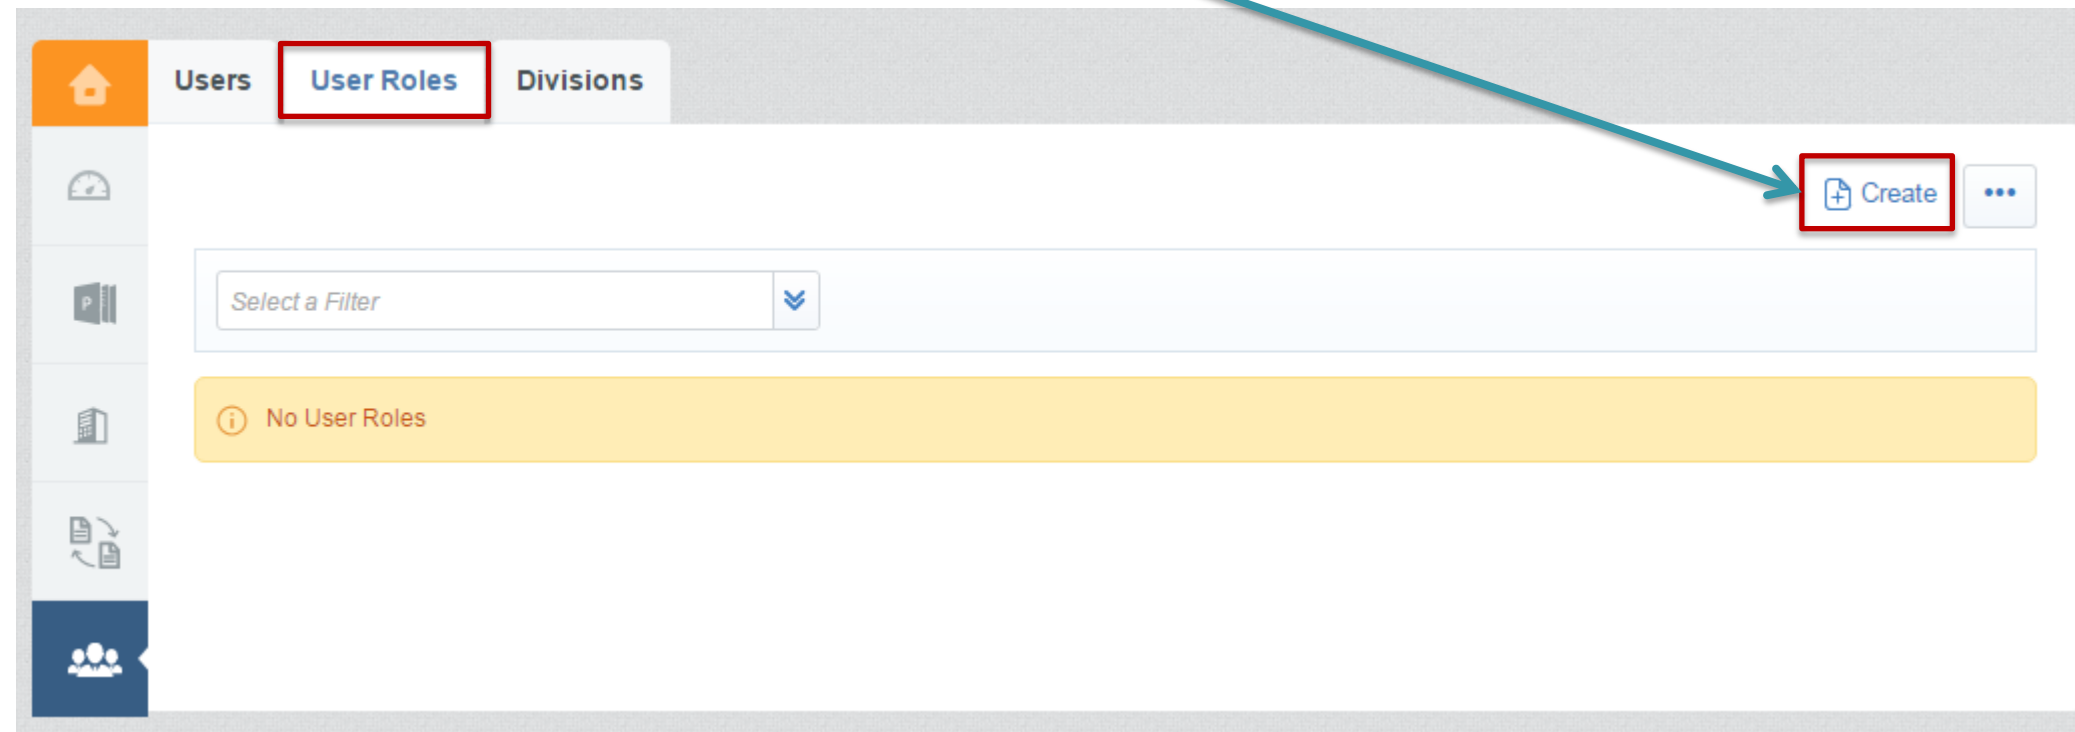 Users
User Roles
Divisions
Create
•••
Select a Filter
No User Roles
P